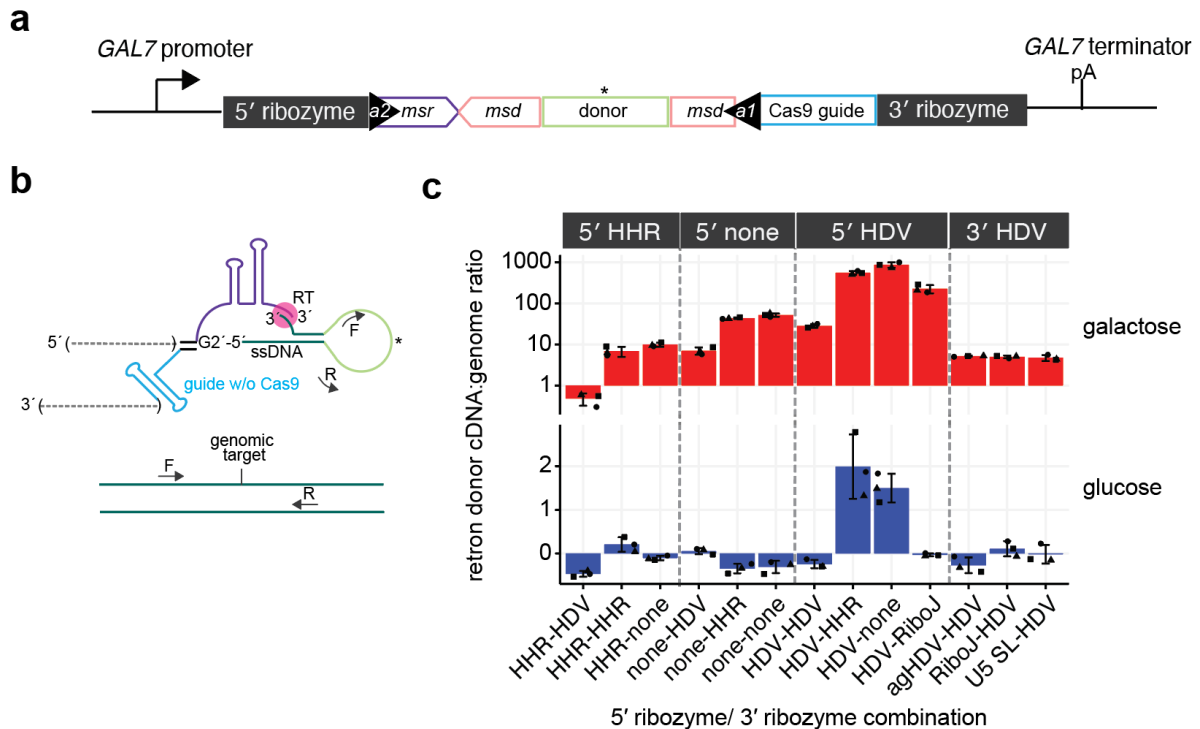 a
GAL7 promoter
GAL7 terminator
pA
*
5′ ribozyme
a2
msr
msd
donor
msd
a1
Cas9 guide
3′ ribozyme
b
RT
3′
3′
F
5′ (
)
G2′-5′
ssDNA
*
R
guide w/o Cas9
3′ (
)
genomic
target
F
R
c
5′ HHR
5′ none
5′ HDV
3′ HDV
retron donor cDNA:genome ratio
1000
100
10
1
galactose
2
1
0
glucose
HHR-HDV
HHR-HHR
HHR-none
none-HDV
none-HHR
none-none
HDV-HDV
HDV-HHR
HDV-none
HDV-RiboJ
agHDV-HDV
RiboJ-HDV
U5 SL-HDV
5′ ribozyme/ 3′ ribozyme combination